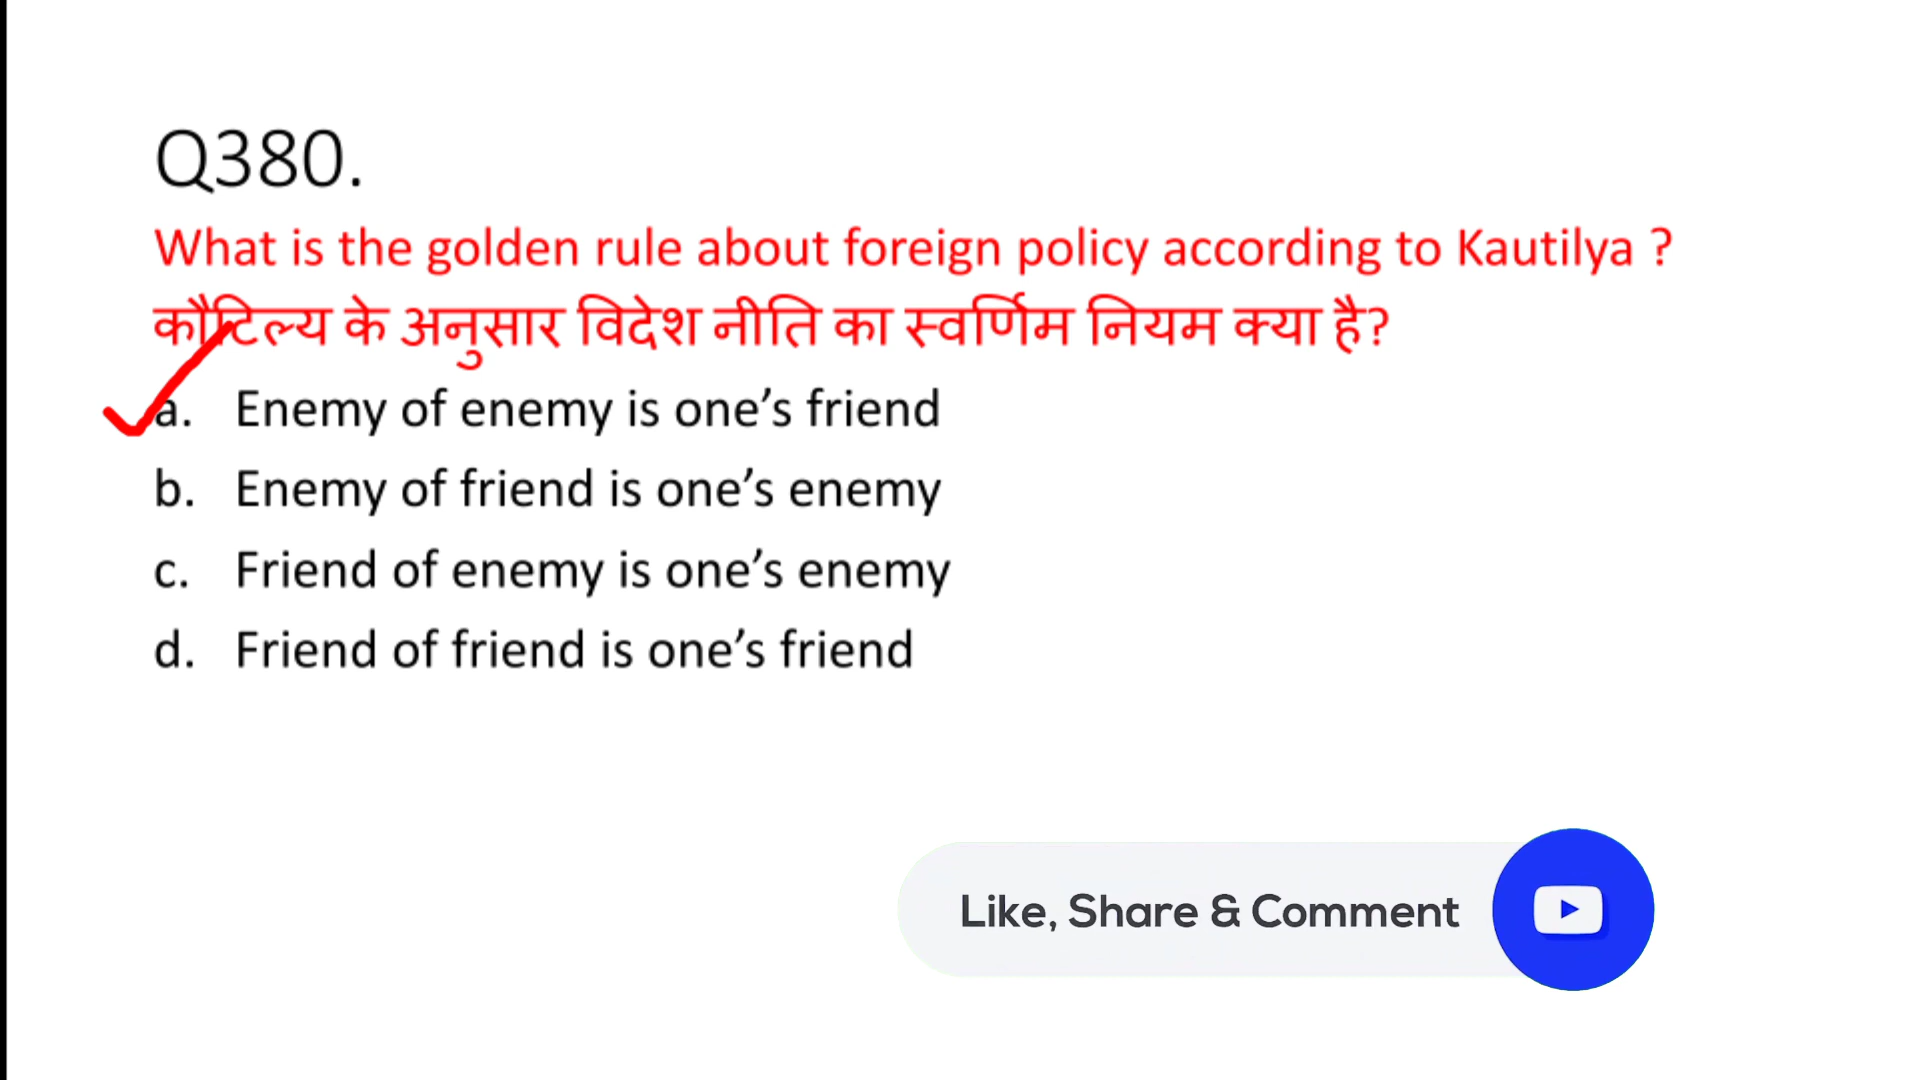 Q380.
What is the golden rule about foreign policy according to Kautilya ?
कौटिल्य के अनुसार विदेश नीति का स्वर्णिम नियम क्या है?
a. Enemy of enemy is one’s friend
b. Enemy of friend is one’s enemy
c. Friend of enemy is one’s enemy
d. Friend of friend is one’s friend
Like, Share & Comment